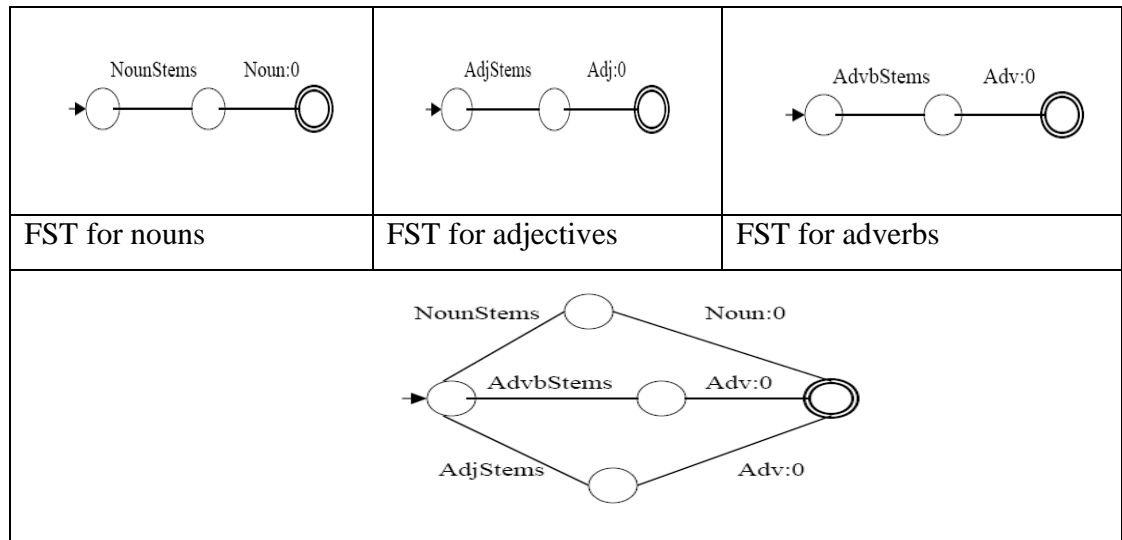 NounStems Noun:0
AdjStems Adj:0
AdvbStems Adv:0
FST for nouns
FST for adjectives
FST for adverbs
NounStems Noun:0
AdvbStems Adv:0
AdjStems Adv:0